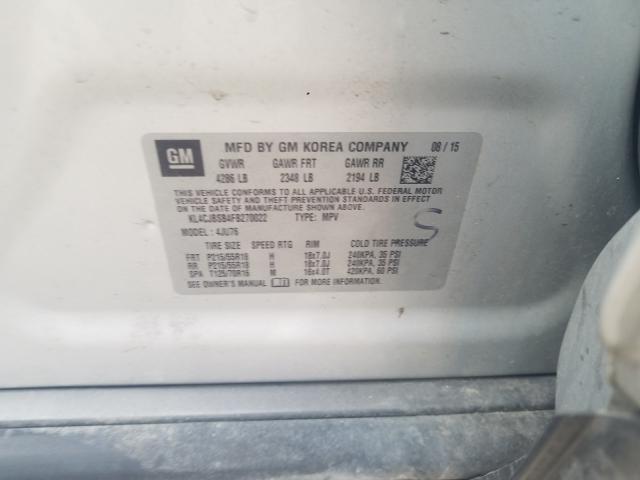 GM
MFD BY GM KOREA COMPANY 08/15
GVWR GAWR FRT GAWR RR
4286 LB 2348 LB 2194 LB
THIS VEHICLE CONFORMS TO ALL APPLICABLE U.S. FEDERAL MOTOR
VEHICLE SAFETY, BUMPER, AND THEFT PREVENTION STANDARDS IN
EFFECT ON THE DATE OF MANUFACTURE SHOWN ABOVE.
KL4CJBSB4FB270022 TYPE: MPV
MODEL: 4JU76
S
TIRE SIZE SPEED RTG RIM COLD TIRE PRESSURE
FRT P215/55R18 H 18x7.0J 240KPA, 35 PSI
RR P215/55R18 H 18x7.0J 240KPA, 35 PSI
SPA T125/70R16 M 16x4.0T 420KPA, 60 PSI
SEE OWNER'S MANUAL FOR MORE INFORMATION.